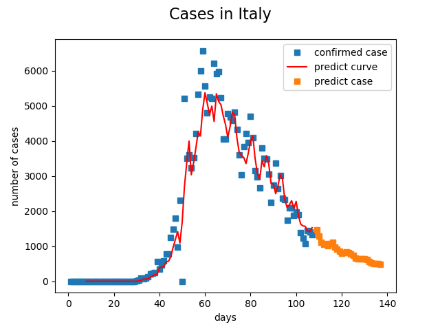 Cases in Italy
confirmed case
predict curve
predict case
number of cases
6000
5000
4000
3000
2000
1000
0
0 20 40 60 80 100 120 140
days